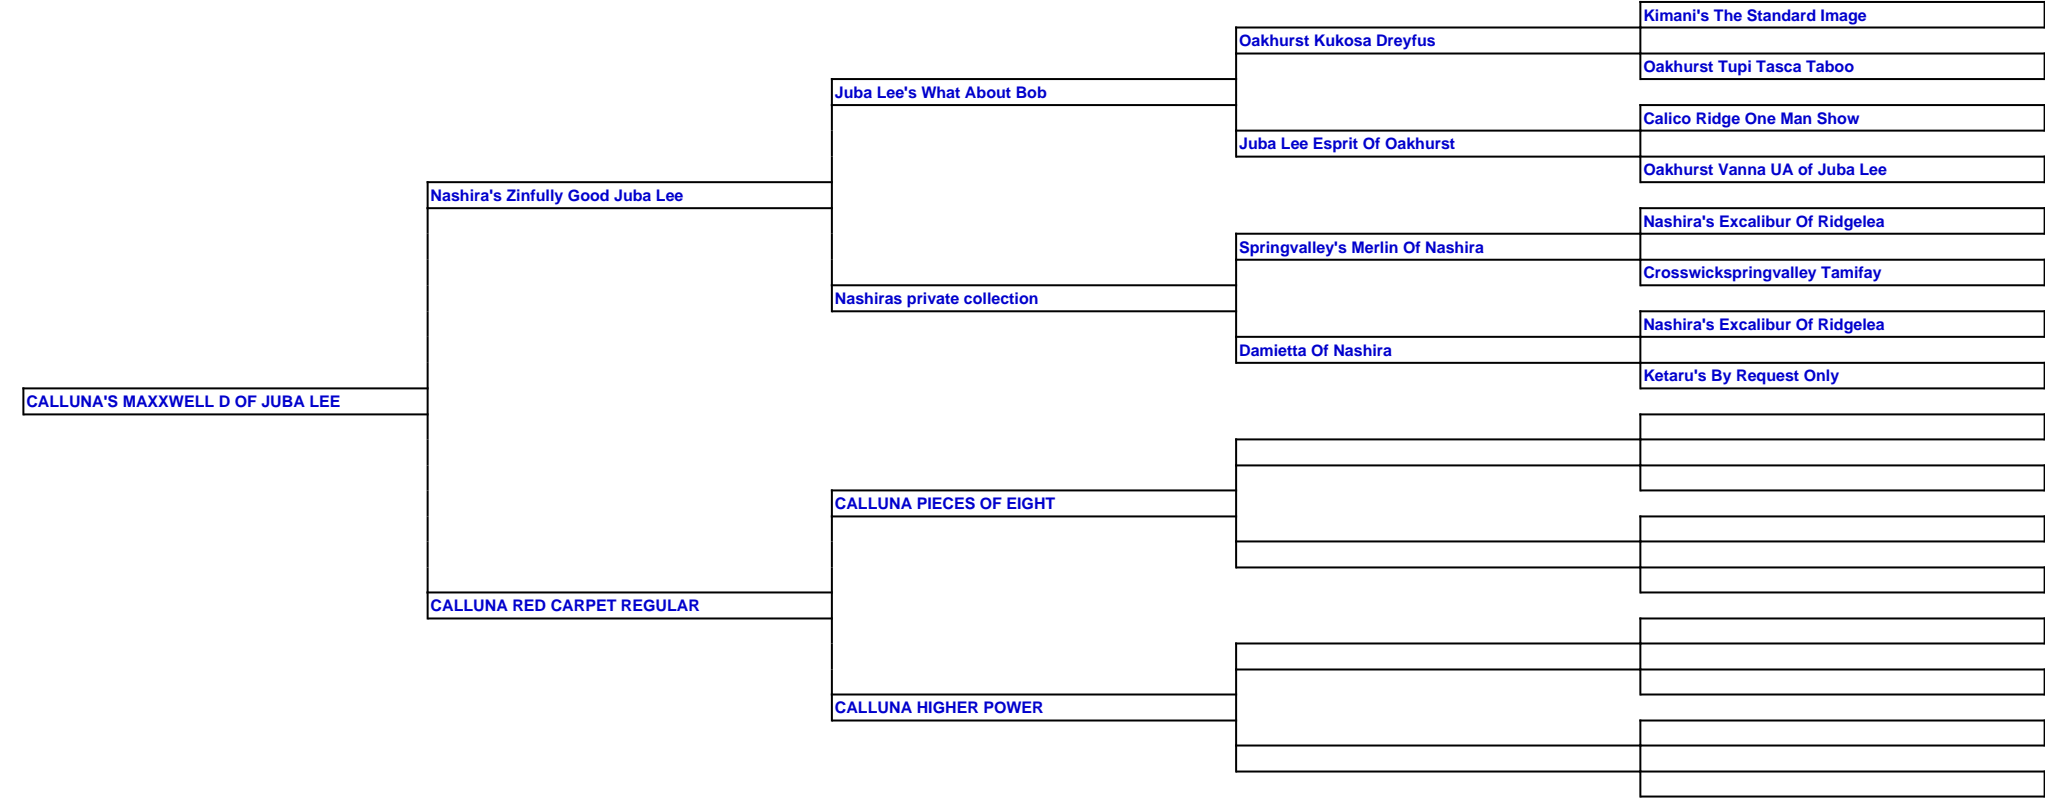 Kimani's The Standard Image
Oakhurst Kukosa Dreyfus
Oakhurst Tupi Tasca Taboo
Juba Lee's What About Bob
Calico Ridge One Man Show
Juba Lee Esprit Of Oakhurst
Oakhurst Vanna UA of Juba Lee
Nashira's Zinfully Good Juba Lee
Nashira's Excalibur Of Ridgelea
Springvalley's Merlin Of Nashira
Crosswickspringvalley Tamifay
Nashiras private collection
Nashira's Excalibur Of Ridgelea
Damietta Of Nashira
Ketaru's By Request Only
CALLUNA'S MAXXWELL D OF JUBA LEE
CALLUNA PIECES OF EIGHT
CALLUNA RED CARPET REGULAR
CALLUNA HIGHER POWER